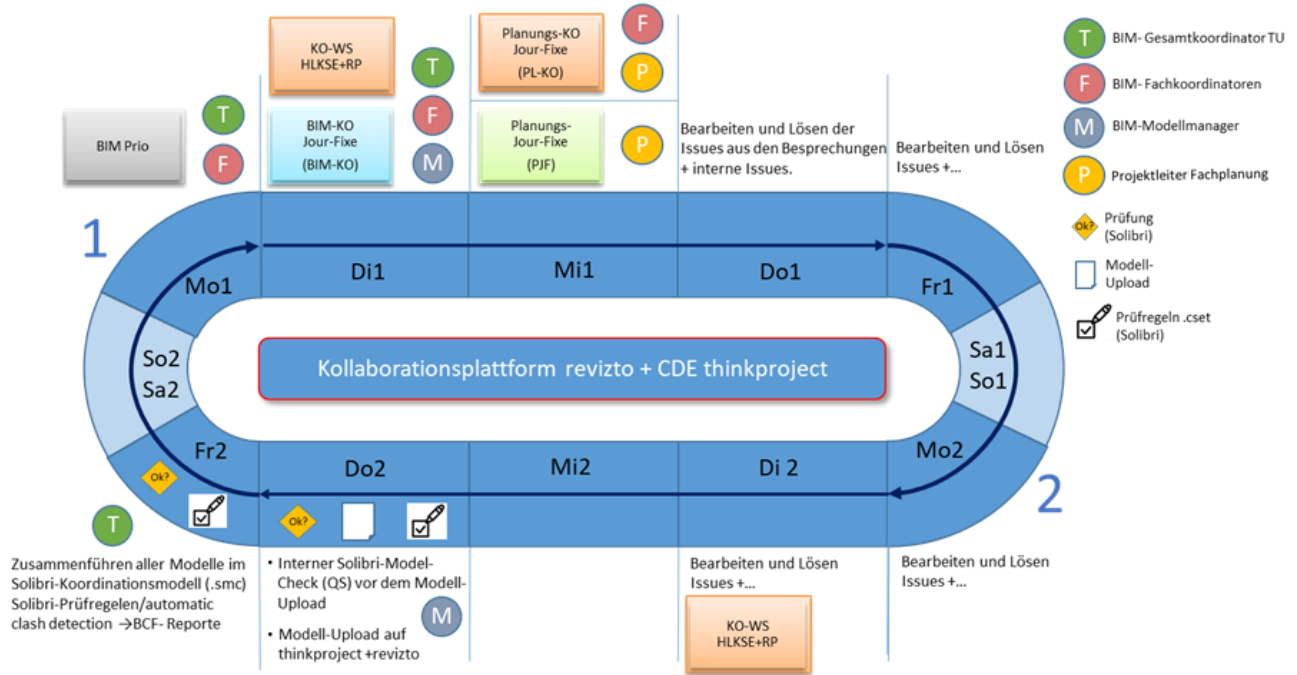 KO-WS
HLKSE+RP
T
Planungs-KO
Jour-Fixe
(PL-KO)
F
P
BIM Prio
T
F
BIM-KO
Jour-Fixe
(BIM-KO)
F
M
Planungs-
Jour-Fixe
(PJF)
P
Bearbeiten und Lösen der
Issues aus den Besprechungen
+ interne Issues.
Bearbeiten und Lösen
Issues +...
T
BIM- Gesamtkoordinator TU
F
BIM- Fachkoordinatoren
M
BIM-Modellmanager
P
Projektleiter Fachplanung
Ok?
Prüfung
(Solibri)
Modell-
Upload
Prüfregeln .cset
(Solibri)
1
Mo1
Di1
Mi1
Do1
Fr1
So2
Sa2
Kollaborationsplattform revizto + CDE thinkproject
Sa1
So1
Fr2
Do2
Mi2
Di 2
Mo2
2
Ok?
Ok?
T
Zusammenführen aller Modelle im
Solibri-Koordinationsmodell (.smc)
Solibri-Prüfregelen/automatic
clash detection →BCF- Reporte
• Interner Solibri-Model-
Check (QS) vor dem Modell-
Upload
M
• Modell-Upload auf
thinkproject +revizto
Bearbeiten und Lösen
Issues +...
KO-WS
HLKSE+RP
Bearbeiten und Lösen
Issues +...